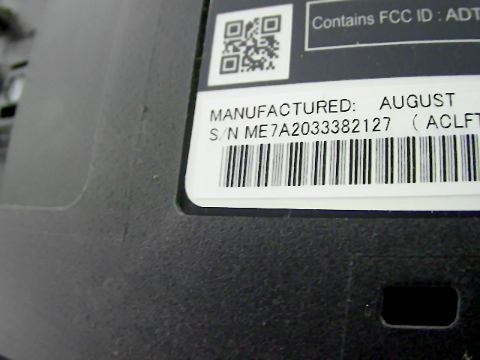 Contains FCC ID : ADT
MANUFACTURED: AUGUST
S/N ME7A2033382127 ( ACLFT